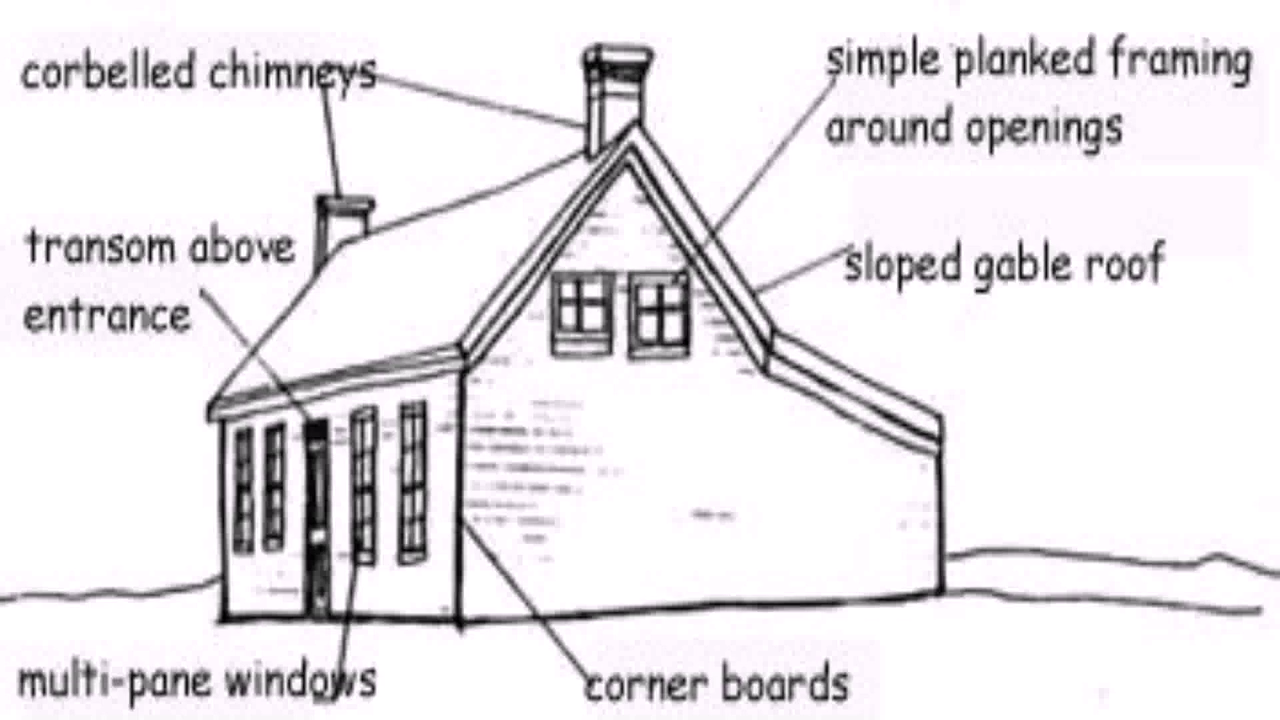 corbelled chimneys
simple planked framing
around openings
transom above
entrance
sloped gable roof
multi-pane windows
corner boards